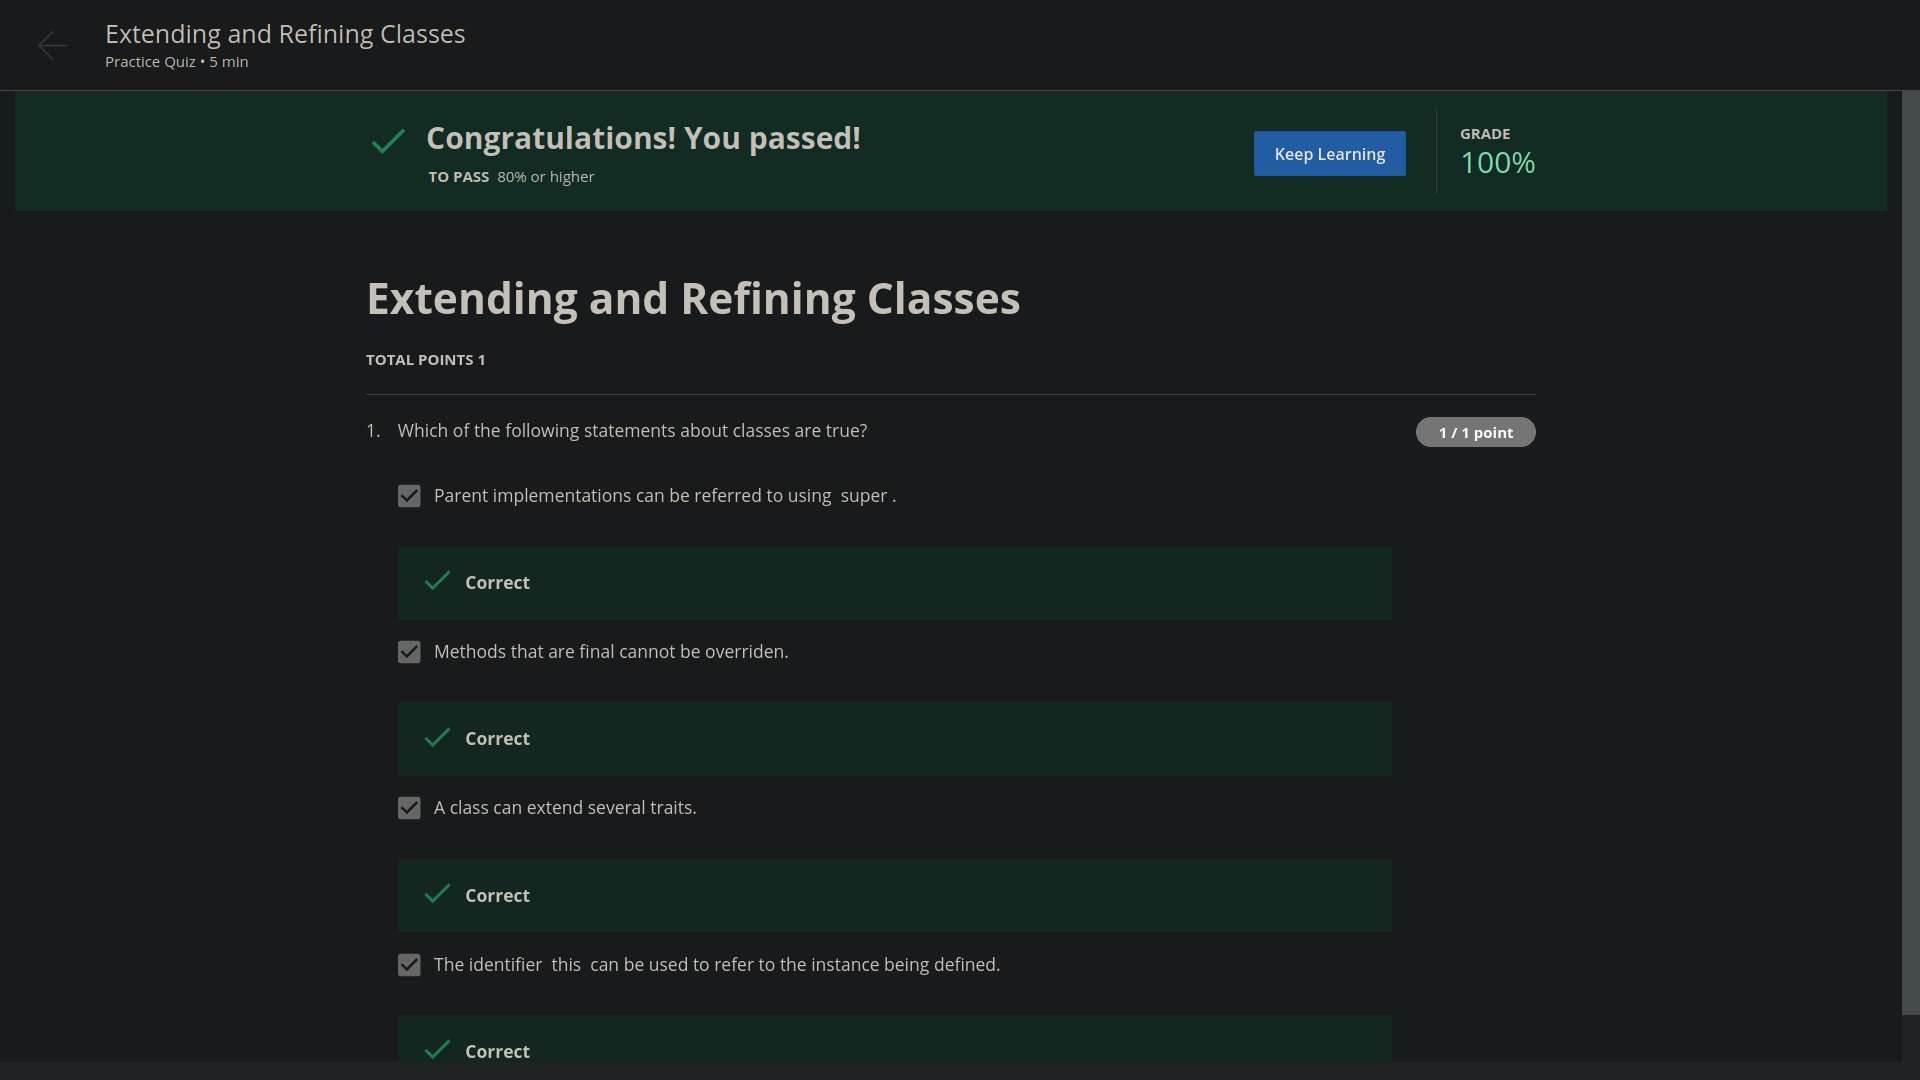 Extending and Refining Classes
Practice Quiz • 5 min
Congratulations! You passed!
TO PASS 80% or higher
Keep Learning
GRADE
100%
Extending and Refining Classes
TOTAL POINTS 1
1. Which of the following statements about classes are true?
1 / 1 point
Parent implementations can be referred to using super .
Correct
Methods that are final cannot be overriden.
Correct
A class can extend several traits.
Correct
The identifier this can be used to refer to the instance being defined.
Correct